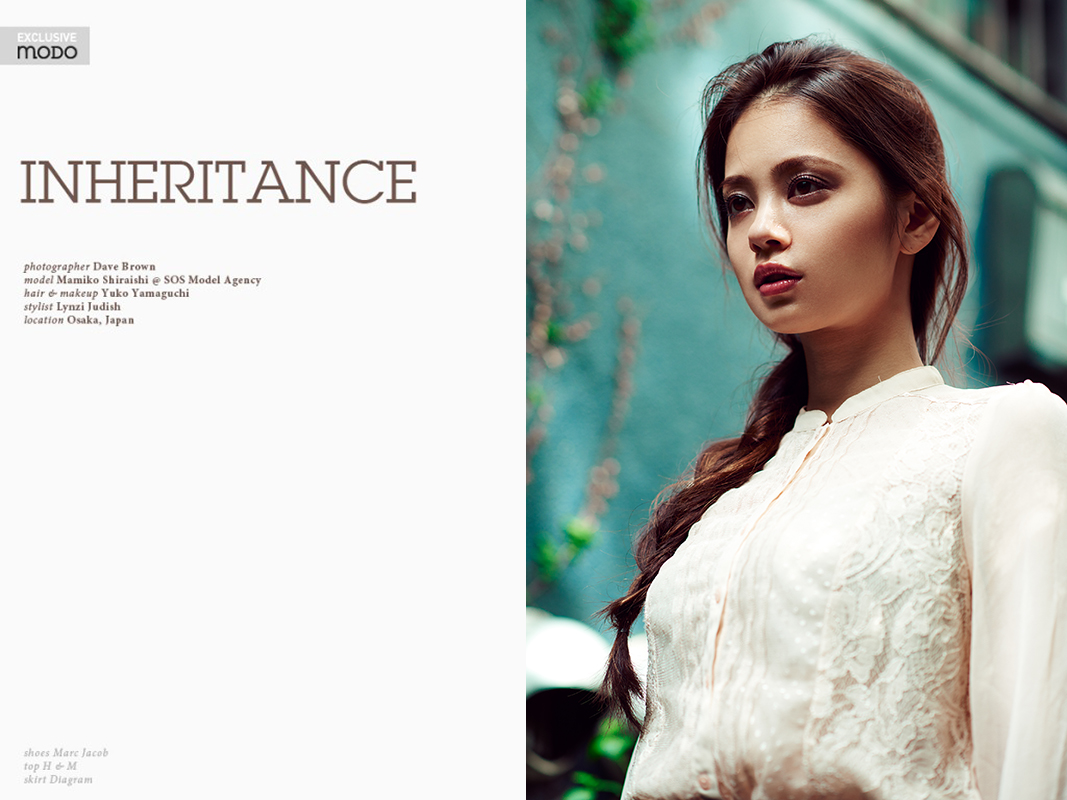 EXCLUSIVE
MODO
INHERITANCE
photographer Dave Brown
model Mamiko Shiraishi @ SOS Model Agency
hair & makeup Yuko Yamaguchi
stylist Lynzi Judish
location Osaka, Japan
shoes Marc Jacob
top H & M
skirt Diagram